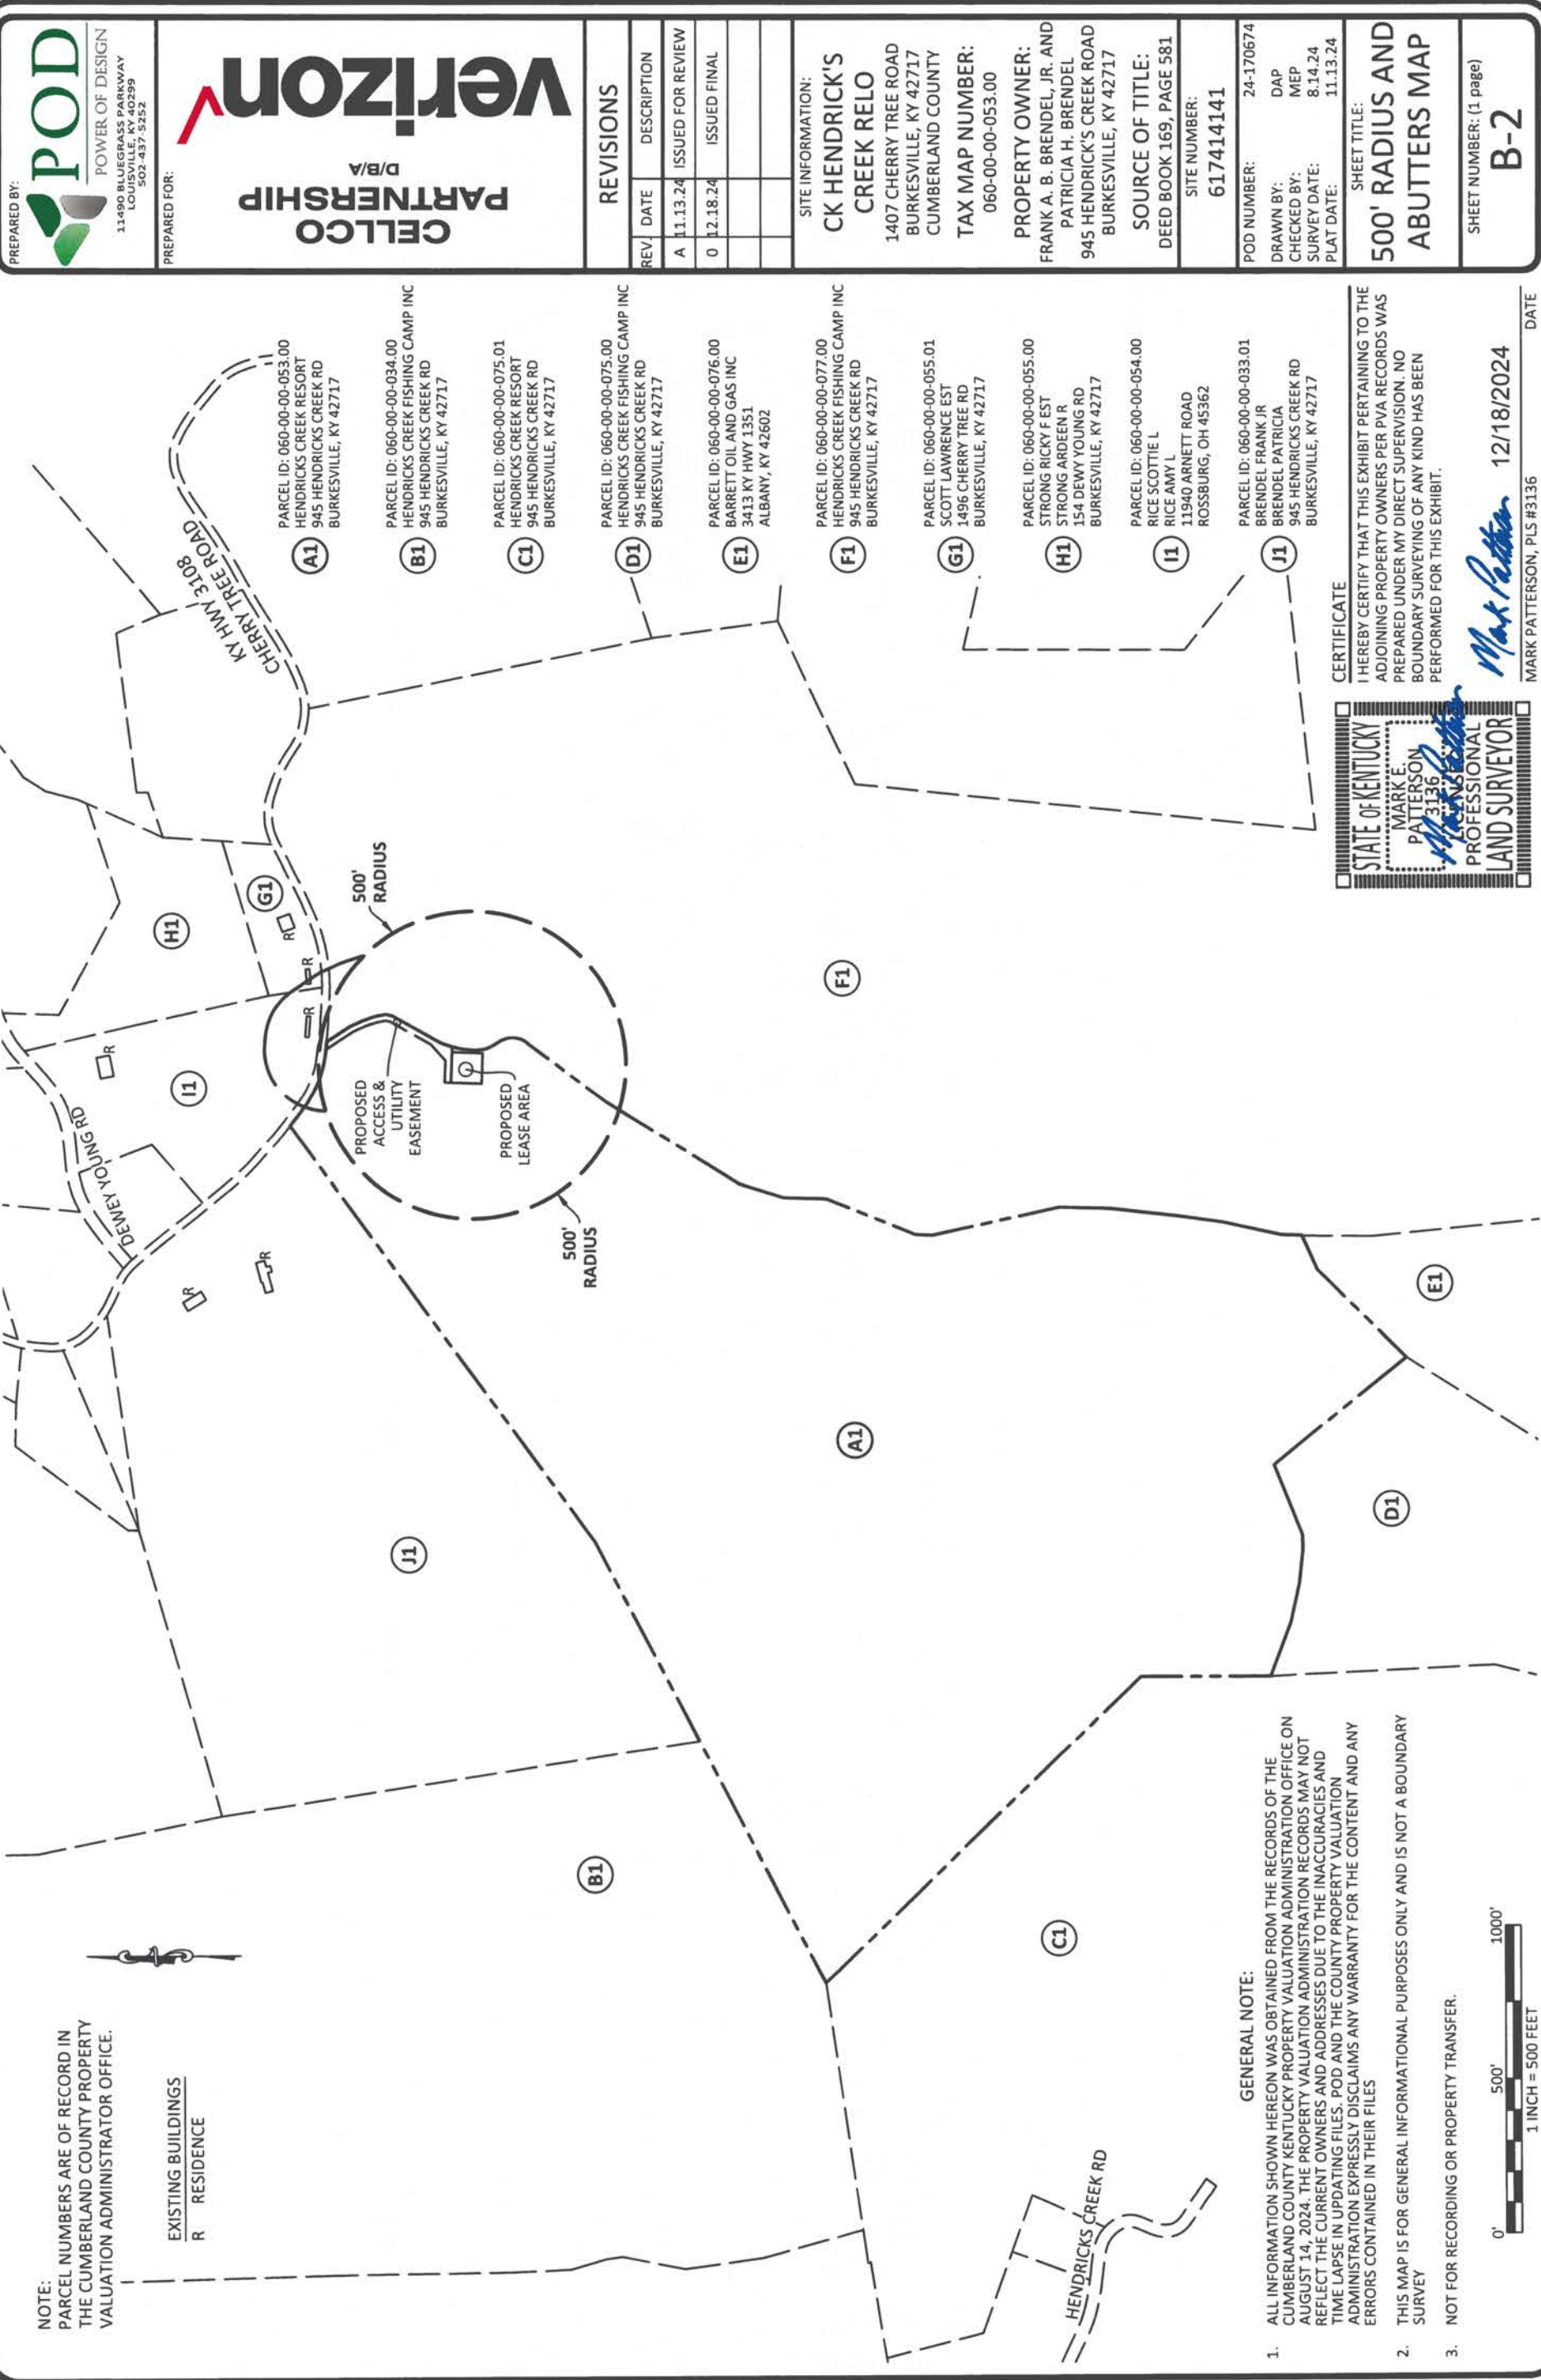 NOTE:
PARCEL NUMBERS ARE OF RECORD IN
THE CUMBERLAND COUNTY PROPERTY
VALUATION ADMINISTRATOR OFFICE.
EXISTING BUILDINGS
R RESIDENCE
DEWEY YOUNG RD
KY HWY 3108
CHERRY TREE ROAD
HENDRICKS CREEK RD
R
R
R
R
R
R
H1
G1
I1
J1
B1
A1
F1
C1
D1
E1
500'
RADIUS
500'
RADIUS
PROPOSED
ACCESS &
UTILITY
EASEMENT
PROPOSED
LEASE AREA
GENERAL NOTE:
1. ALL INFORMATION SHOWN HEREON WAS OBTAINED FROM THE RECORDS OF THE
CUMBERLAND COUNTY KENTUCKY PROPERTY VALUATION ADMINISTRATION OFFICE ON
AUGUST 14, 2024. THE PROPERTY VALUATION ADMINISTRATION RECORDS MAY NOT
REFLECT THE CURRENT OWNERS AND ADDRESSES DUE TO THE INACCURACIES AND
TIME LAPSE IN UPDATING FILES. POD AND THE COUNTY PROPERTY VALUATION
ADMINISTRATION EXPRESSLY DISCLAIMS ANY WARRANTY FOR THE CONTENT AND ANY
ERRORS CONTAINED IN THEIR FILES
2. THIS MAP IS FOR GENERAL INFORMATIONAL PURPOSES ONLY AND IS NOT A BOUNDARY
SURVEY
3. NOT FOR RECORDING OR PROPERTY TRANSFER.
0' 500' 1000'
1 INCH = 500 FEET
A1 PARCEL ID: 060-00-00-053.00
HENDRICKS CREEK RESORT
945 HENDRICKS CREEK RD
BURKESVILLE, KY 42717
B1 PARCEL ID: 060-00-00-034.00
HENDRICKS CREEK FISHING CAMP INC
945 HENDRICKS CREEK RD
BURKESVILLE, KY 42717
C1 PARCEL ID: 060-00-00-075.01
HENDRICKS CREEK RESORT
945 HENDRICKS CREEK RD
BURKESVILLE, KY 42717
D1 PARCEL ID: 060-00-00-075.00
HENDRICKS CREEK FISHING CAMP INC
945 HENDRICKS CREEK RD
BURKESVILLE, KY 42717
E1 PARCEL ID: 060-00-00-076.00
BARRETT OIL AND GAS INC
3413 KY HWY 1351
ALBANY, KY 42602
F1 PARCEL ID: 060-00-00-077.00
HENDRICKS CREEK FISHING CAMP INC
945 HENDRICKS CREEK RD
BURKESVILLE, KY 42717
G1 PARCEL ID: 060-00-00-055.01
SCOTT LAWRENCE EST
1496 CHERRY TREE RD
BURKESVILLE, KY 42717
H1 PARCEL ID: 060-00-00-055.00
STRONG RICKY F EST
STRONG ARDEEN R
154 DEWY YOUNG RD
BURKESVILLE, KY 42717
I1 PARCEL ID: 060-00-00-054.00
RICE SCOTTIE L
RICE AMY L
11940 ARNETT ROAD
ROSSBURG, OH 45362
J1 PARCEL ID: 060-00-00-033.01
BRENDEL FRANK JR
BRENDEL PATRICIA
945 HENDRICKS CREEK RD
BURKESVILLE, KY 42717
STATE OF KENTUCKY
MARK E.
PATTERSON
3136
PROFESSIONAL
LAND SURVEYOR
Mark Patterson
CERTIFICATE
I HEREBY CERTIFY THAT THIS EXHIBIT PERTAINING TO THE
ADJOINING PROPERTY OWNERS PER PVA RECORDS WAS
PREPARED UNDER MY DIRECT SUPERVISION. NO
BOUNDARY SURVEYING OF ANY KIND HAS BEEN
PERFORMED FOR THIS EXHIBIT.
Mark Patterson 12/18/2024
MARK PATTERSON, PLS #3136 DATE
PREPARED BY:
POD
POWER OF DESIGN
11490 BLUEGRASS PARKWAY
LOUISVILLE, KY 40299
502-437-5252
PREPARED FOR:
CELLCO
PARTNERSHIP
D/B/A
verizon
REVISIONS
REV. DATE DESCRIPTION
A 11.13.24 ISSUED FOR REVIEW
0 12.18.24 ISSUED FINAL
SITE INFORMATION:
CK HENDRICK'S
CREEK RELO
1407 CHERRY TREE ROAD
BURKESVILLE, KY 42717
CUMBERLAND COUNTY
TAX MAP NUMBER:
060-00-00-053.00
PROPERTY OWNER:
FRANK A. B. BRENDEL, JR. AND
PATRICIA H. BRENDEL
945 HENDRICK'S CREEK ROAD
BURKESVILLE, KY 42717
SOURCE OF TITLE:
DEED BOOK 169, PAGE 581
SITE NUMBER:
617414141
POD NUMBER: 24-170674
DRAWN BY: DAP
CHECKED BY: MEP
SURVEY DATE: 8.14.24
PLAT DATE: 11.13.24
SHEET TITLE:
500' RADIUS AND
ABUTTERS MAP
SHEET NUMBER: (1 page)
B-2